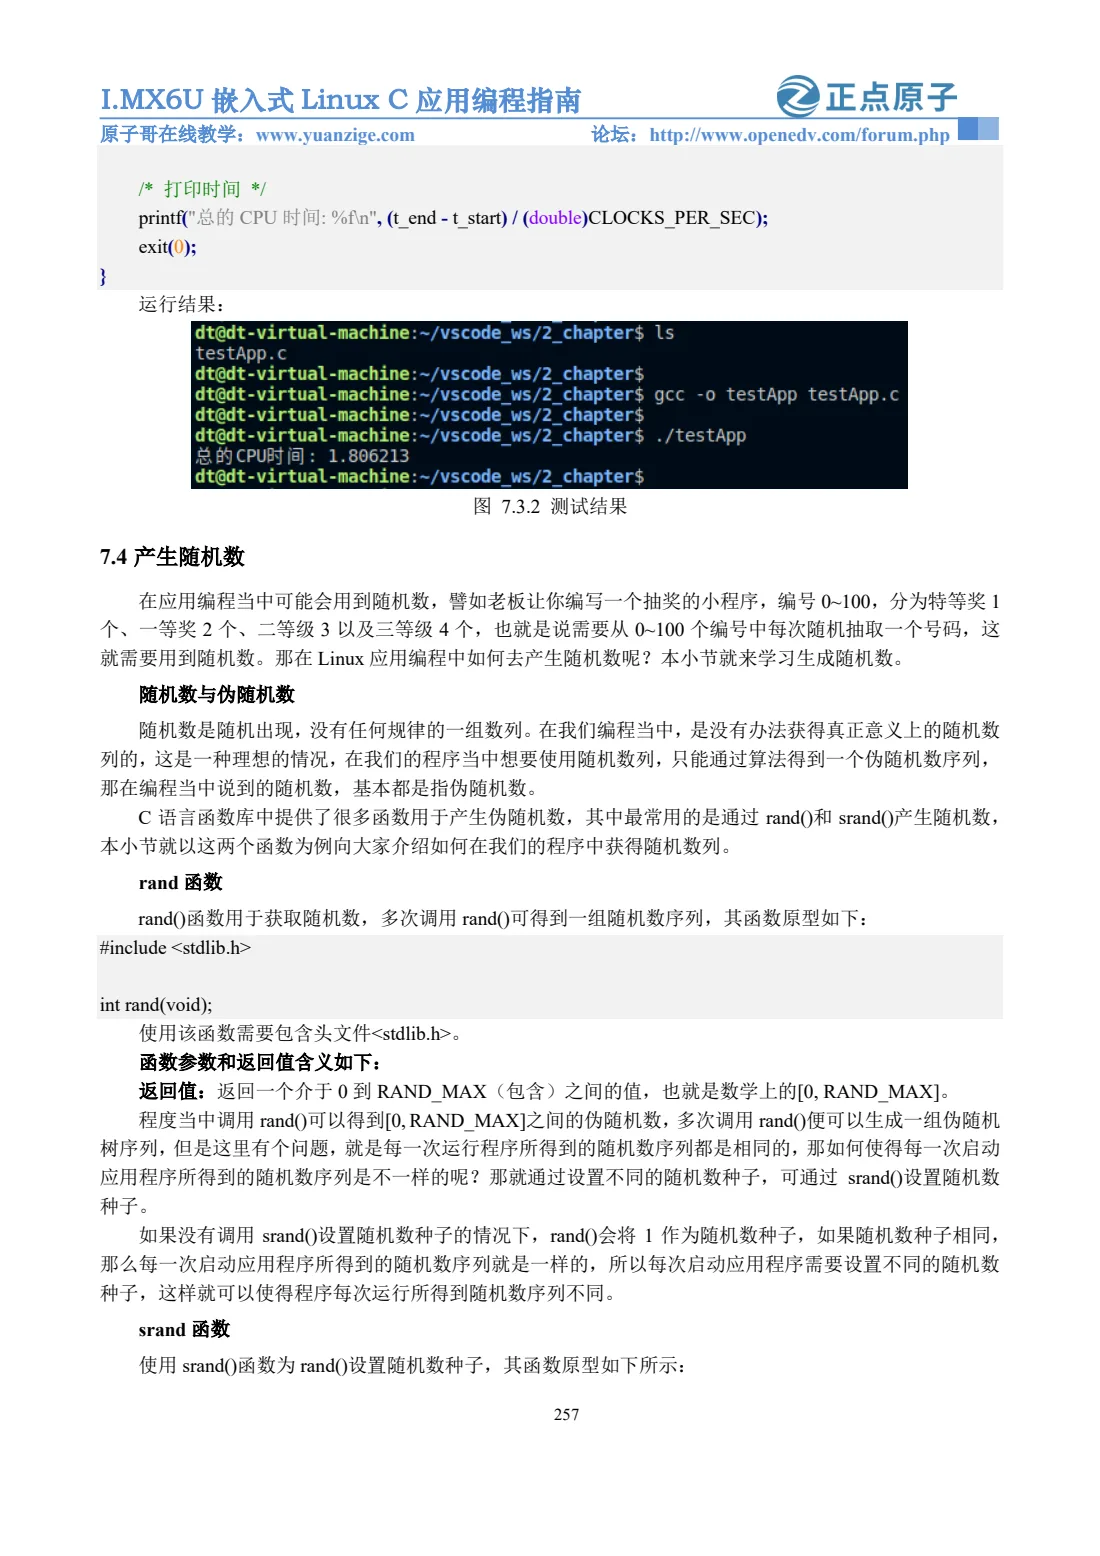 I.MX6U 嵌入式 Linux C 应用编程指南
正点原子
原子哥在线教学：www.yuanzige.com 论坛：http://www.openedv.com/forum.php
/* 打印时间 */
printf("总的 CPU 时间: %f\n", (t_end - t_start) / (double)CLOCKS_PER_SEC);
exit(0);
}
运行结果：
dt@dt-virtual-machine:~/vscode_ws/2_chapter$ ls
testApp.c
dt@dt-virtual-machine:~/vscode_ws/2_chapter$
dt@dt-virtual-machine:~/vscode_ws/2_chapter$ gcc -o testApp testApp.c
dt@dt-virtual-machine:~/vscode_ws/2_chapter$
dt@dt-virtual-machine:~/vscode_ws/2_chapter$ ./testApp
总的CPU时间: 1.806213
dt@dt-virtual-machine:~/vscode_ws/2_chapter$
图 7.3.2 测试结果
7.4 产生随机数
在应用编程当中可能会用到随机数，譬如老板让你编写一个抽奖的小程序，编号 0~100，分为特等奖 1
个、一等奖 2 个、二等级 3 以及三等级 4 个，也就是说需要从 0~100 个编号中每次随机抽取一个号码，这
就需要用到随机数。那在 Linux 应用编程中如何去产生随机数呢？本小节就来学习生成随机数。
随机数与伪随机数
随机数是随机出现，没有任何规律的一组数列。在我们编程当中，是没有办法获得真正意义上的随机数
列的，这是一种理想的情况，在我们的程序当中想要使用随机数列，只能通过算法得到一个伪随机数序列，
那在编程当中说到的随机数，基本都是指伪随机数。
C 语言函数库中提供了很多函数用于产生伪随机数，其中最常用的是通过 rand()和 srand()产生随机数，
本小节就以这两个函数为例向大家介绍如何在我们的程序中获得随机数列。
rand 函数
rand()函数用于获取随机数，多次调用 rand()可得到一组随机数序列，其函数原型如下：
#include <stdlib.h>
int rand(void);
使用该函数需要包含头文件<stdlib.h>。
函数参数和返回值含义如下：
返回值：返回一个介于 0 到 RAND_MAX（包含）之间的值，也就是数学上的[0, RAND_MAX]。
程度当中调用 rand()可以得到[0, RAND_MAX]之间的伪随机数，多次调用 rand()便可以生成一组伪随机
树序列，但是这里有个问题，就是每一次运行程序所得到的随机数序列都是相同的，那如何使得每一次启动
应用程序所得到的随机数序列是不一样的呢？那就通过设置不同的随机数种子，可通过 srand()设置随机数
种子。
如果没有调用 srand()设置随机数种子的情况下，rand()会将 1 作为随机数种子，如果随机数种子相同，
那么每一次启动应用程序所得到的随机数序列就是一样的，所以每次启动应用程序需要设置不同的随机数
种子，这样就可以使得程序每次运行所得到随机数序列不同。
srand 函数
使用 srand()函数为 rand()设置随机数种子，其函数原型如下所示：
257